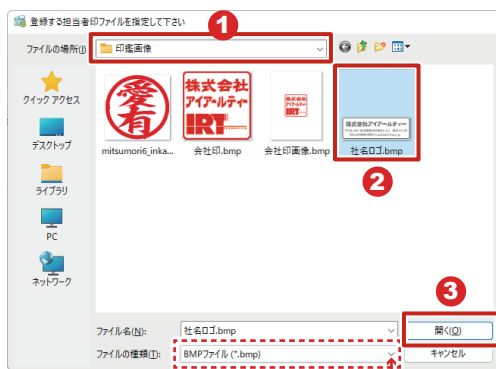 登録する担当者印ファイルを指定して下さい
1
ファイルの場所(I)
印鑑画像
クイック アクセス
デスクトップ
ライブラリ
PC
ネットワーク
愛有
株式会社
アイアールティー
IRT
株式会社アイアールティー
mitsumori6_inka...
会社印.bmp
会社印画像.bmp
社名ロゴ.bmp
2
3
ファイル名(N):
社名ロゴ.bmp
開く(O)
ファイルの種類(T):
BMPファイル (*.bmp)
キャンセル